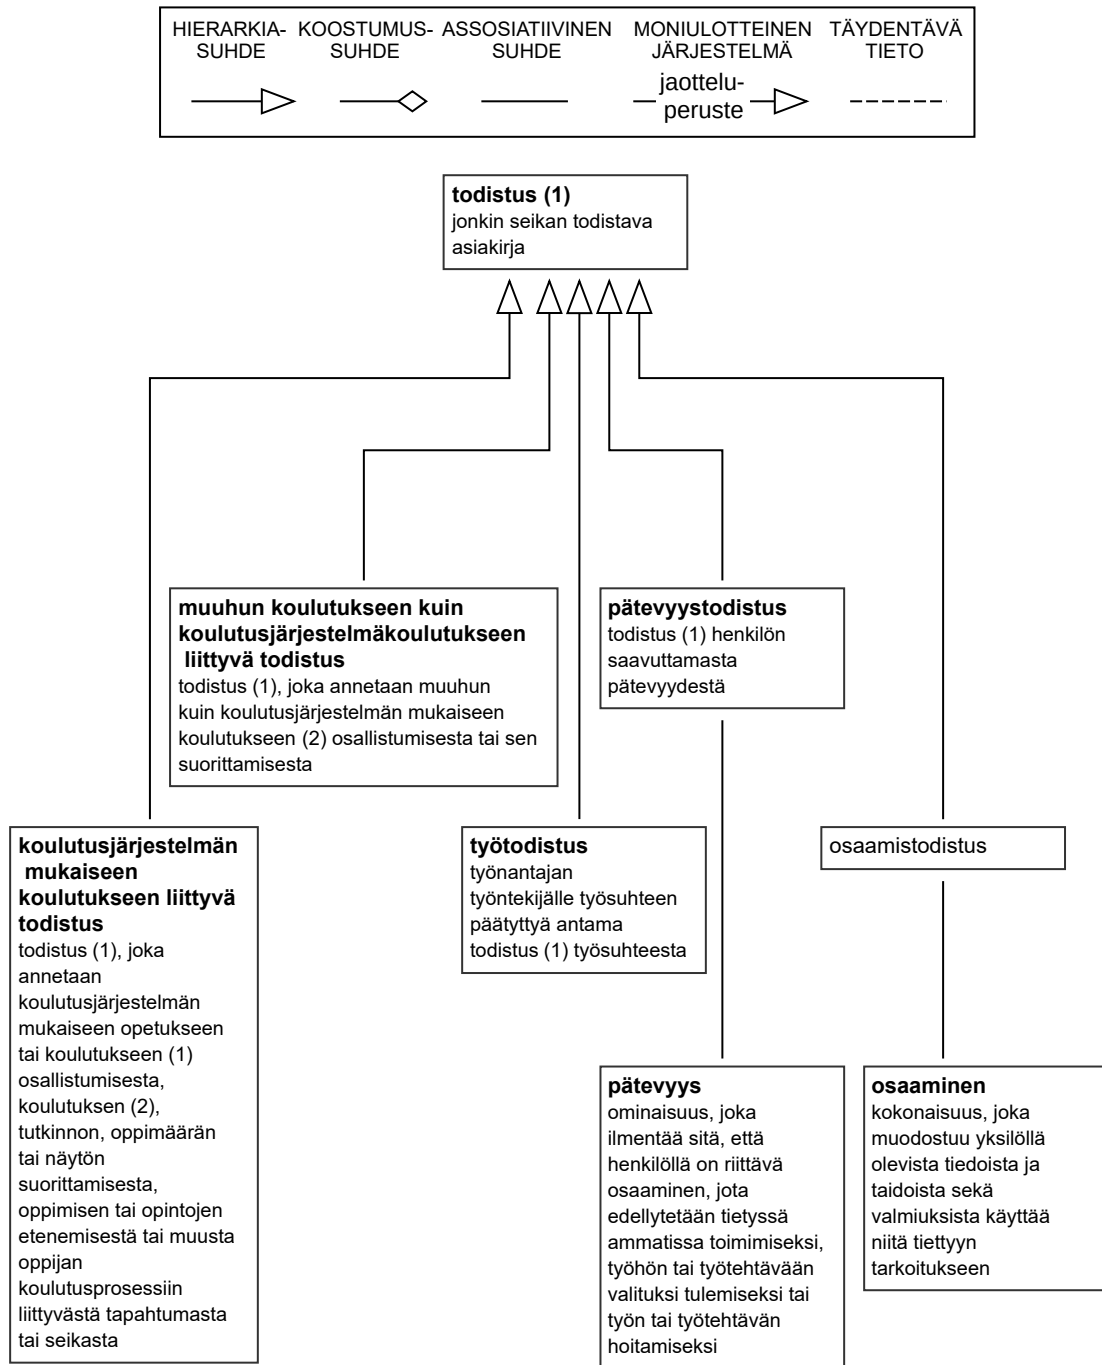 HIERARKIA-
SUHDE
KOOSTUMUS-
SUHDE
ASSOSIATIIVINEN
SUHDE
MONIULOTTEINEN
JÄRJESTELMÄ
jaottelu-
peruste
TÄYDENTÄVÄ
TIETO
todistus (1)
jonkin seikan todistava
asiakirja
muuhun koulutukseen kuin
koulutusjärjestelmäkoulutukseen
liittyvä todistus
todistus (1), joka annetaan muuhun
kuin koulutusjärjestelmän mukaiseen
koulutukseen (2) osallistumisesta tai sen
suorittamisesta
pätevyystodistus
todistus (1) henkilön
saavuttamasta
pätevyydestä
koulutusjärjestelmän
mukaiseen
koulutukseen liittyvä
todistus
todistus (1), joka
annetaan
koulutusjärjestelmän
mukaiseen opetukseen
tai koulutukseen (1)
osallistumisesta,
koulutuksen (2),
tutkinnon, oppimäärän
tai näytön
suorittamisesta,
oppimisen tai opintojen
etenemisestä tai muusta
oppijan
koulutusprosessiin
liittyvästä tapahtumasta
tai seikasta
työtodistus
työnantajan
työntekijälle työsuhteen
päätyttyä antama
todistus (1) työsuhteesta
osaamistodistus
pätevyys
ominaisuus, joka
ilmentää sitä, että
henkilöllä on riittävä
osaaminen, jota
edellytetään tietyssä
ammatissa toimimiseksi,
työhön tai työtehtävään
valituksi tulemiseksi tai
työn tai työtehtävän
hoitamiseksi
osaaminen
kokonaisuus, joka
muodostuu yksilöllä
olevista tiedoista ja
taidoista sekä
valmiuksista käyttää
niitä tiettyyn
tarkoitukseen